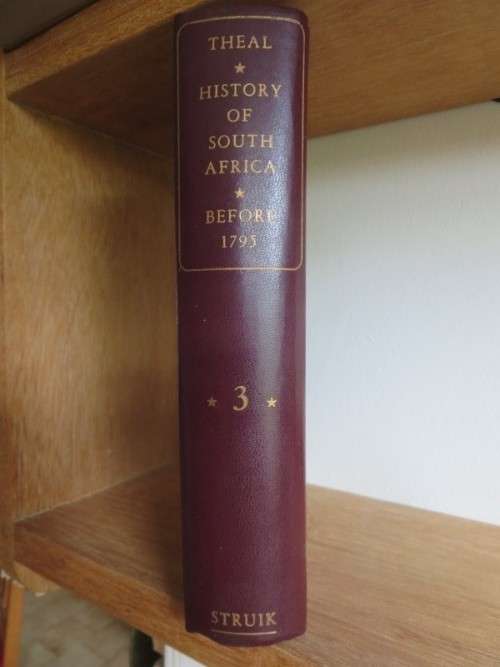 THEAL
★
HISTORY
OF
SOUTH
AFRICA
★
BEFORE
1795
★ 3 ★
STRUIK